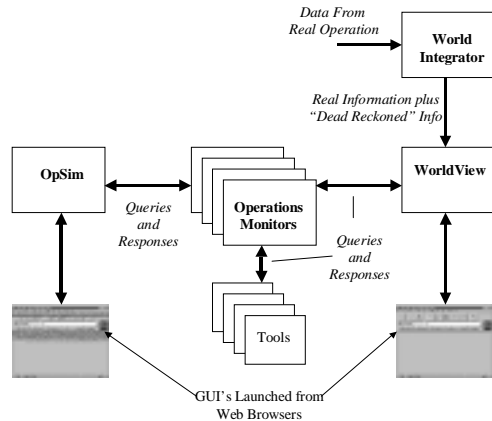 Data From
Real Operation
World
Integrator
Real Information plus
“Dead Reckoned” Info
OpSim
Operations
Monitors
WorldView
Queries
and
Responses
Queries
and
Responses
Tools
GUI's Launched from
Web Browsers